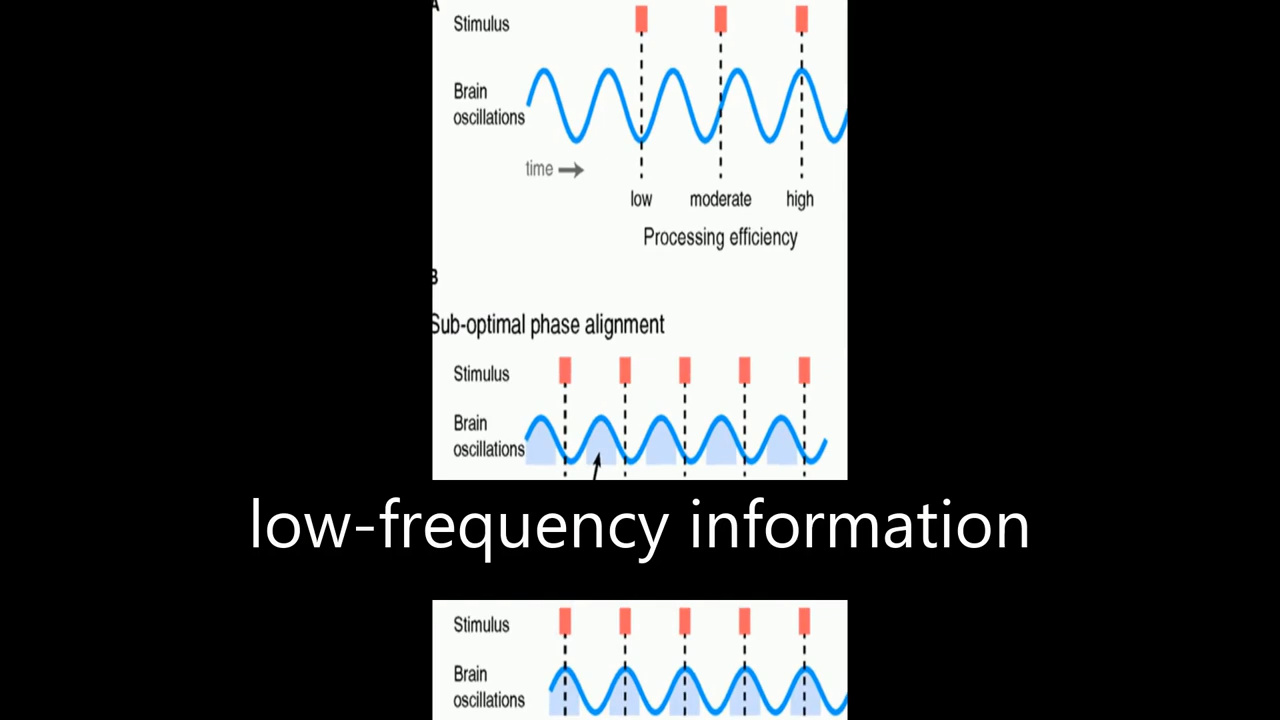 A
Stimulus
Brain
oscillations
time
low moderate high
Processing efficiency
B
Sub-optimal phase alignment
Stimulus
Brain
oscillations
low-frequency information
Stimulus
Brain
oscillations